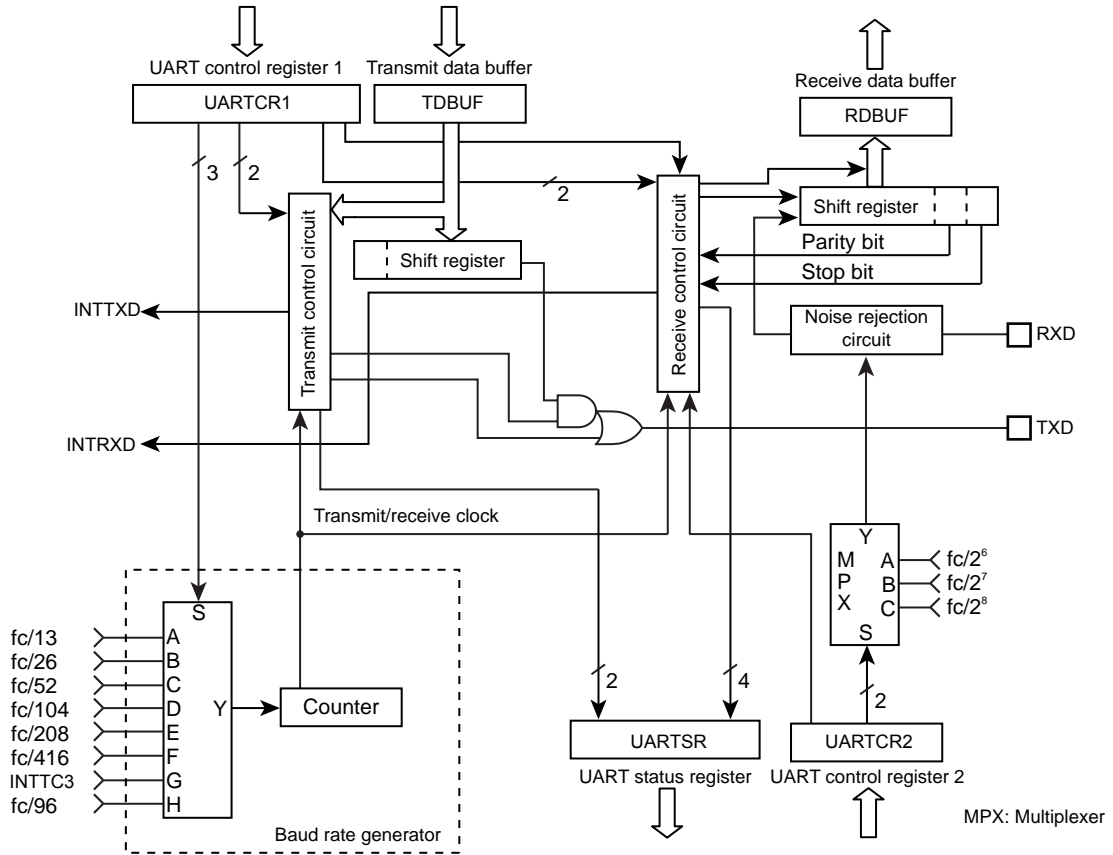 UART control register 1
Transmit data buffer
Receive data buffer
UARTCR1
TDBUF
RDBUF
3
2
2
Transmit control circuit
Shift register
Receive control circuit
Shift register
Parity bit
Stop bit
INTTXD
Noise rejection
circuit
RXD
INTRXD
TXD
Transmit/receive clock
Y
M
P
X
A
B
C
S
fc/2⁶
fc/2⁷
fc/2⁸
S
fc/13
A
fc/26
B
fc/52
C
fc/104
D
fc/208
E
fc/416
F
INTTC3
G
fc/96
H
Y
Counter
2
4
2
UARTSR
UARTCR2
UART status register
UART control register 2
Baud rate generator
MPX: Multiplexer